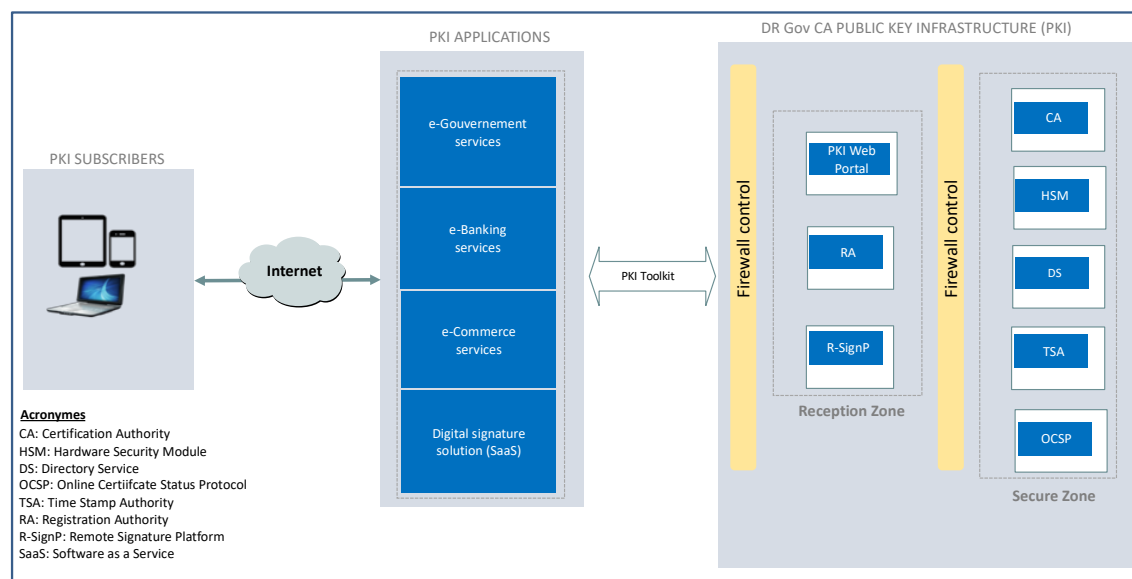 DR Gov CA PUBLIC KEY INFRASTRUCTURE (PKI)
PKI APPLICATIONS
PKI SUBSCRIBERS
Internet
e-Gouvernement
services
e-Banking
services
e-Commerce
services
Digital signature
solution (SaaS)
PKI Toolkit
Firewall control
PKI Web
Portal
RA
R-SignP
Reception Zone
Firewall control
CA
HSM
DS
TSA
OCSP
Secure Zone
Acronymes
CA: Certification Authority
HSM: Hardware Security Module
DS: Directory Service
OCSP: Online Certiifcate Status Protocol
TSA: Time Stamp Authority
RA: Registration Authority
R-SignP: Remote Signature Platform
SaaS: Software as a Service